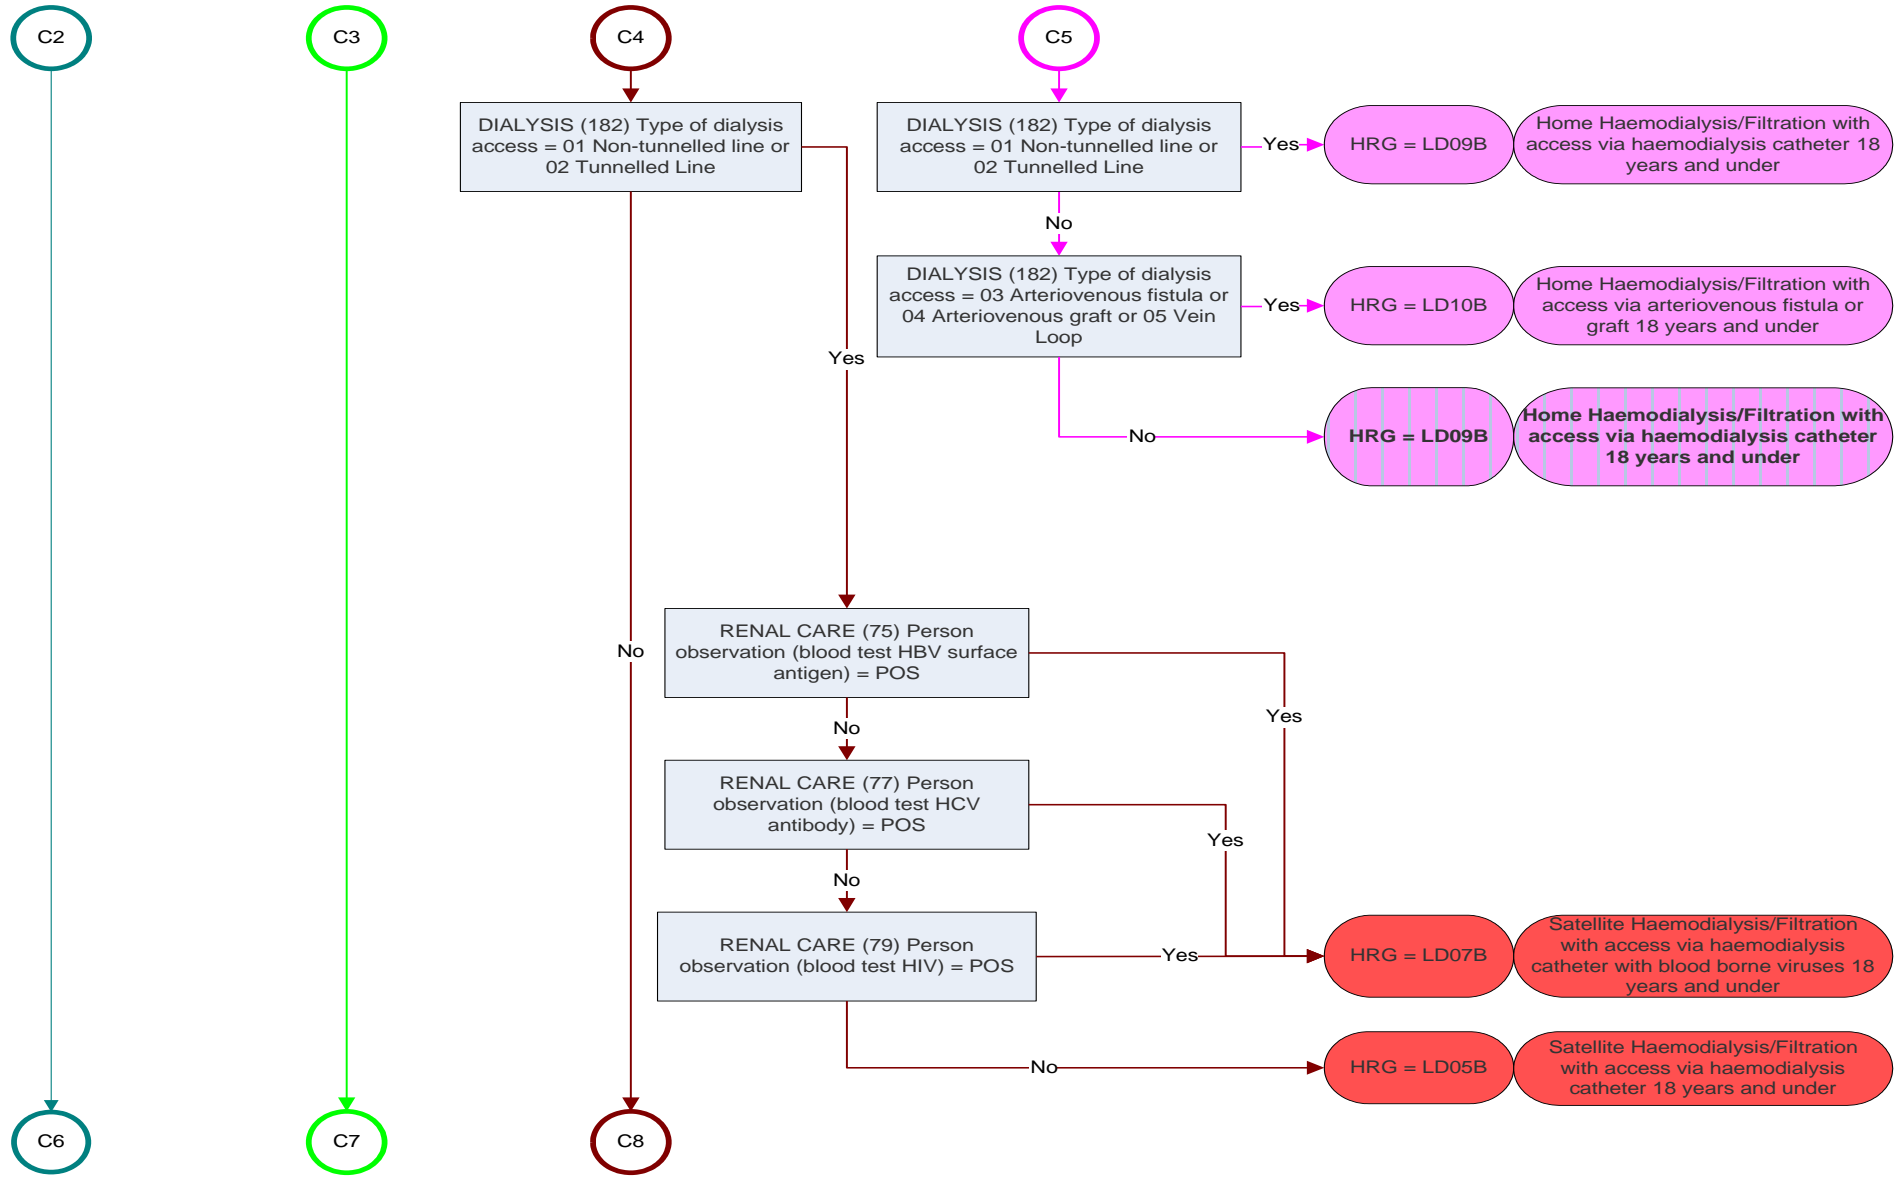 C2
C3
C4
C5
DIALYSIS (182) Type of dialysis
access = 01 Non-tunnelled line or
02 Tunnelled Line
DIALYSIS (182) Type of dialysis
access = 01 Non-tunnelled line or
02 Tunnelled Line
Yes
HRG = LD09B
Home Haemodialysis/Filtration with
access via haemodialysis catheter 18
years and under
No
DIALYSIS (182) Type of dialysis
access = 03 Arteriovenous fistula or
04 Arteriovenous graft or 05 Vein
Loop
Yes
HRG = LD10B
Home Haemodialysis/Filtration with
access via arteriovenous fistula or
graft 18 years and under
Yes
No
HRG = LD09B
Home Haemodialysis/Filtration with
access via haemodialysis catheter
18 years and under
No
RENAL CARE (75) Person
observation (blood test HBV surface
antigen) = POS
Yes
No
RENAL CARE (77) Person
observation (blood test HCV
antibody) = POS
Yes
No
RENAL CARE (79) Person
observation (blood test HIV) = POS
Yes
HRG = LD07B
Satellite Haemodialysis/Filtration
with access via haemodialysis
catheter with blood borne viruses 18
years and under
No
HRG = LD05B
Satellite Haemodialysis/Filtration
with access via haemodialysis
catheter 18 years and under
C6
C7
C8